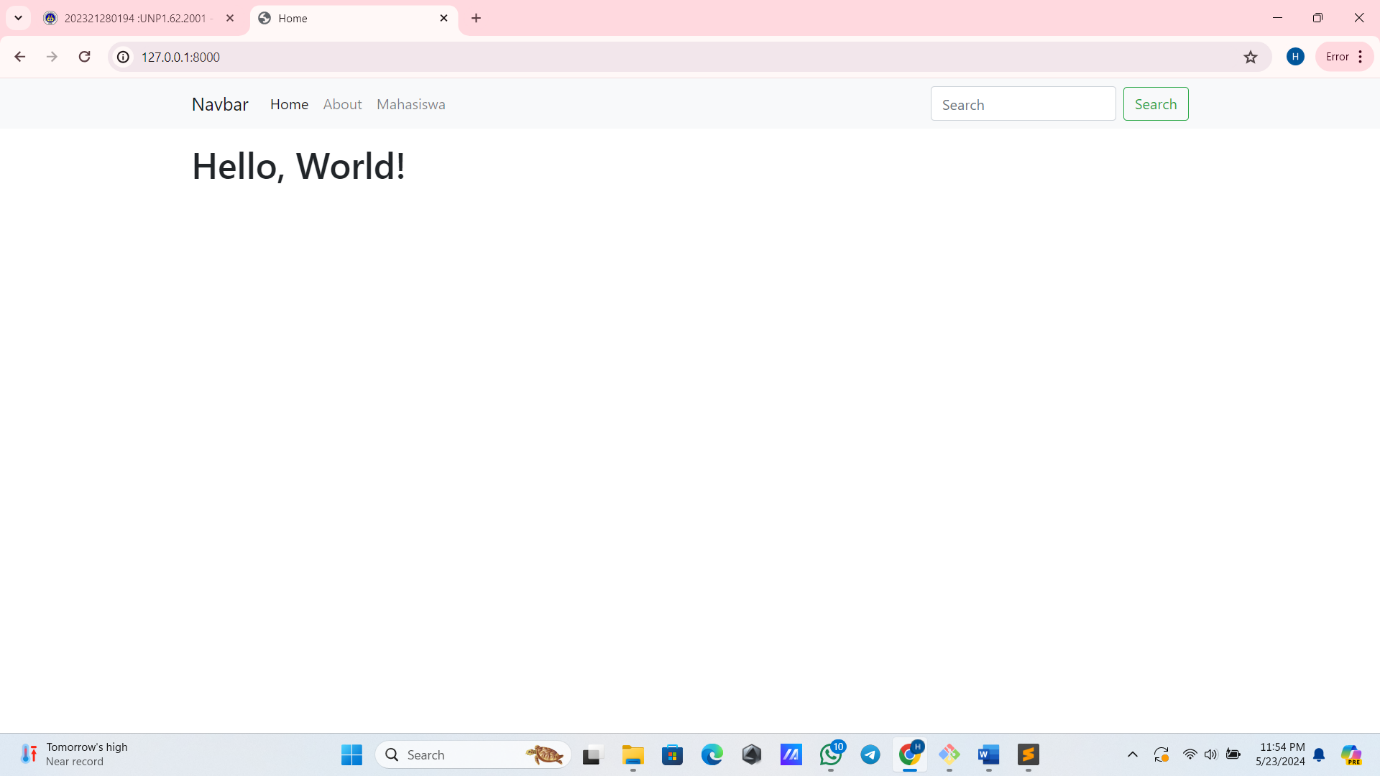 202321280194 :UNP1.62.2001
Home
127.0.0.1:8000
H
Error
Navbar Home About Mahasiswa Search Search
Hello, World!
Tomorrow's high
Near record
Search
10
H
11:54 PM
5/23/2024
PRE